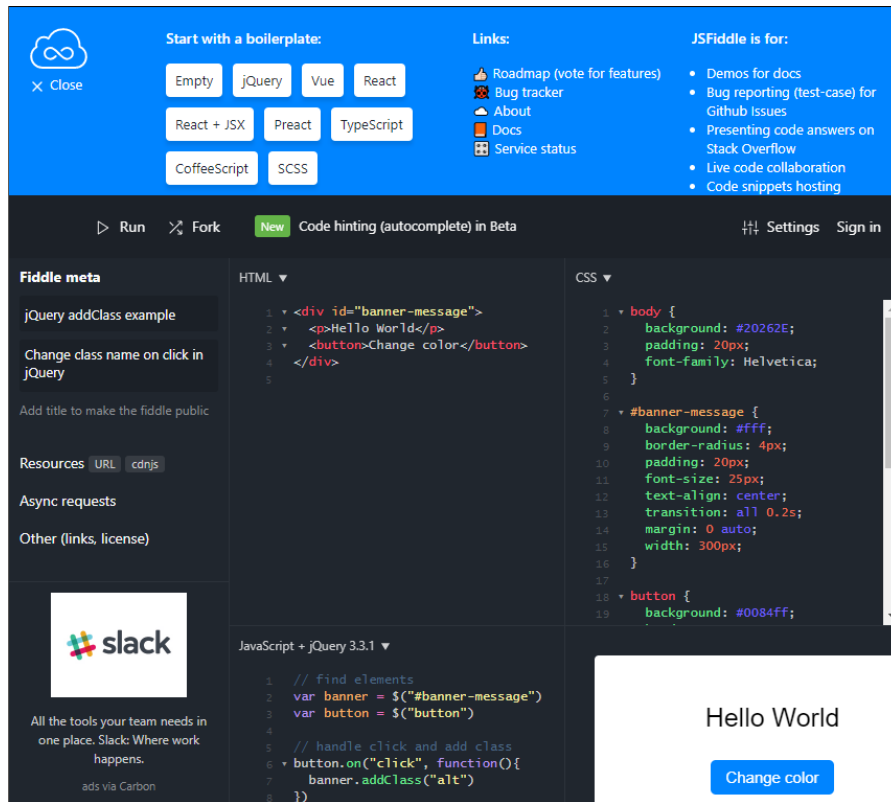 Close
Start with a boilerplate:
Empty
jQuery
Vue
React
React + JSX
Preact
TypeScript
CoffeeScript
SCSS
Links:
Roadmap (vote for features)
Bug tracker
About
Docs
Service status
JSFiddle is for:
Demos for docs
Bug reporting (test-case) for
Github Issues
Presenting code answers on
Stack Overflow
Live code collaboration
Code snippets hosting
Run
Fork
New
Code hinting (autocomplete) in Beta
Settings
Sign in
Fiddle meta
jQuery addClass example
Change class name on click in
jQuery
Add title to make the fiddle public
Resources URL cdnjs
Async requests
Other (links, license)
slack
All the tools your team needs in
one place. Slack: Where work
happens.
ads via Carbon
HTML ▼
1 <div id="banner-message">
2 <p>Hello World</p>
3 <button>Change color</button>
4 </div>
5
CSS ▼
1 body {
2 background: #20262E;
3 padding: 20px;
4 font-family: Helvetica;
5 }
6
7 #banner-message {
8 background: #fff;
9 border-radius: 4px;
10 padding: 20px;
11 font-size: 25px;
12 text-align: center;
13 transition: all 0.2s;
14 margin: 0 auto;
15 width: 300px;
16 }
17
18 button {
19 background: #0084ff;
JavaScript + jQuery 3.3.1 ▼
1 // find elements
2 var banner = $("#banner-message")
3 var button = $("button")
4
5 // handle click and add class
6 button.on("click", function(){
7 banner.addClass("alt")
8 })
Hello World
Change color